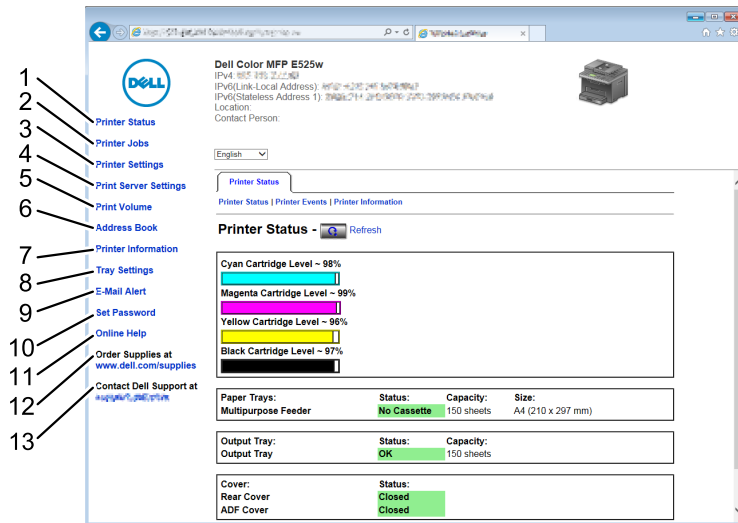 Dell Color MFP E525w
IPv4:
IPv6(Link-Local Address):
IPv6(Stateless Address 1):
Location:
Contact Person:
DELL
English
1
2
3
4
5
6
7
8
9
10
11
12
13
Printer Status
Printer Jobs
Printer Settings
Print Server Settings
Print Volume
Address Book
Printer Information
Tray Settings
E-Mail Alert
Set Password
Online Help
Order Supplies at
www.dell.com/supplies
Contact Dell Support at
Printer Status
Printer Status | Printer Events | Printer Information
Printer Status - Refresh
Cyan Cartridge Level ~ 98%
Magenta Cartridge Level ~ 99%
Yellow Cartridge Level ~ 96%
Black Cartridge Level ~ 97%
Paper Trays: Status: Capacity: Size:
Multipurpose Feeder No Cassette 150 sheets A4 (210 x 297 mm)
Output Tray: Status: Capacity:
Output Tray OK 150 sheets
Cover: Status:
Rear Cover Closed
ADF Cover Closed